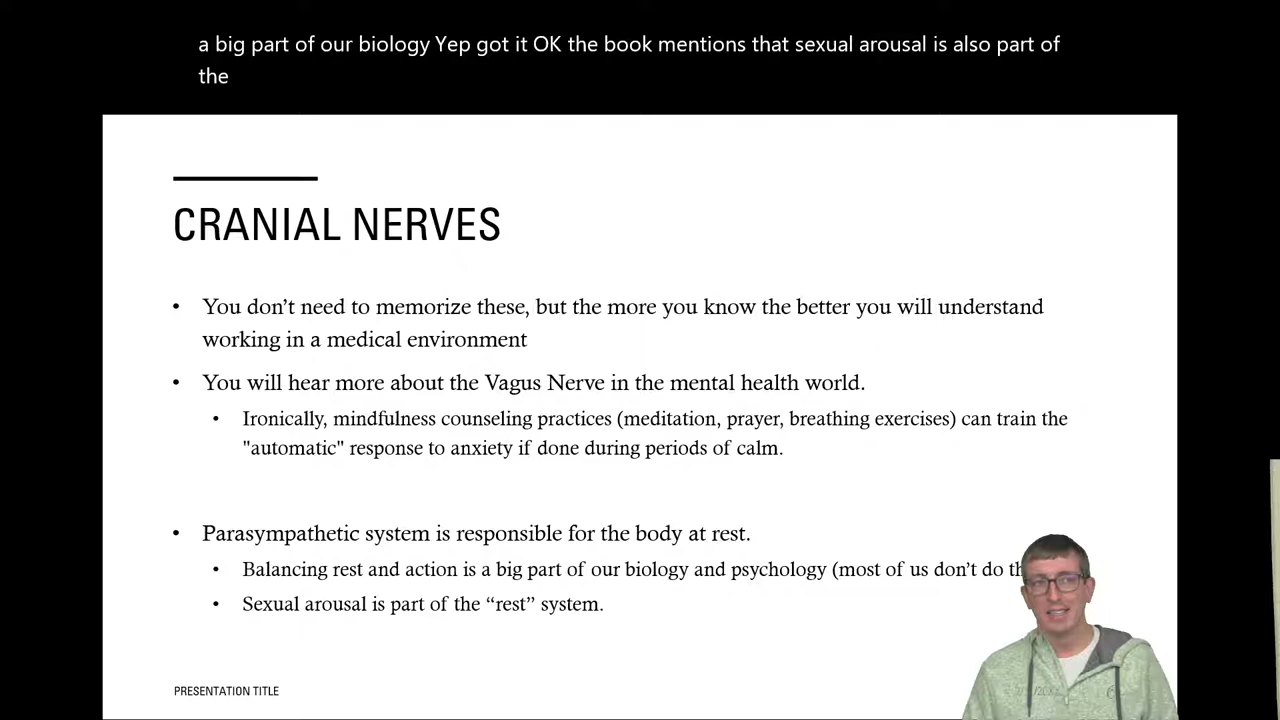 a big part of our biology Yep got it OK the book mentions that sexual arousal is also part of
the
CRANIAL NERVES
• You don’t need to memorize these, but the more you know the better you will understand
working in a medical environment
• You will hear more about the Vagus Nerve in the mental health world.
• Ironically, mindfulness counseling practices (meditation, prayer, breathing exercises) can train the
"automatic" response to anxiety if done during periods of calm.
• Parasympathetic system is responsible for the body at rest.
• Balancing rest and action is a big part of our biology and psychology (most of us don’t do
• Sexual arousal is part of the “rest” system.
PRESENTATION TITLE